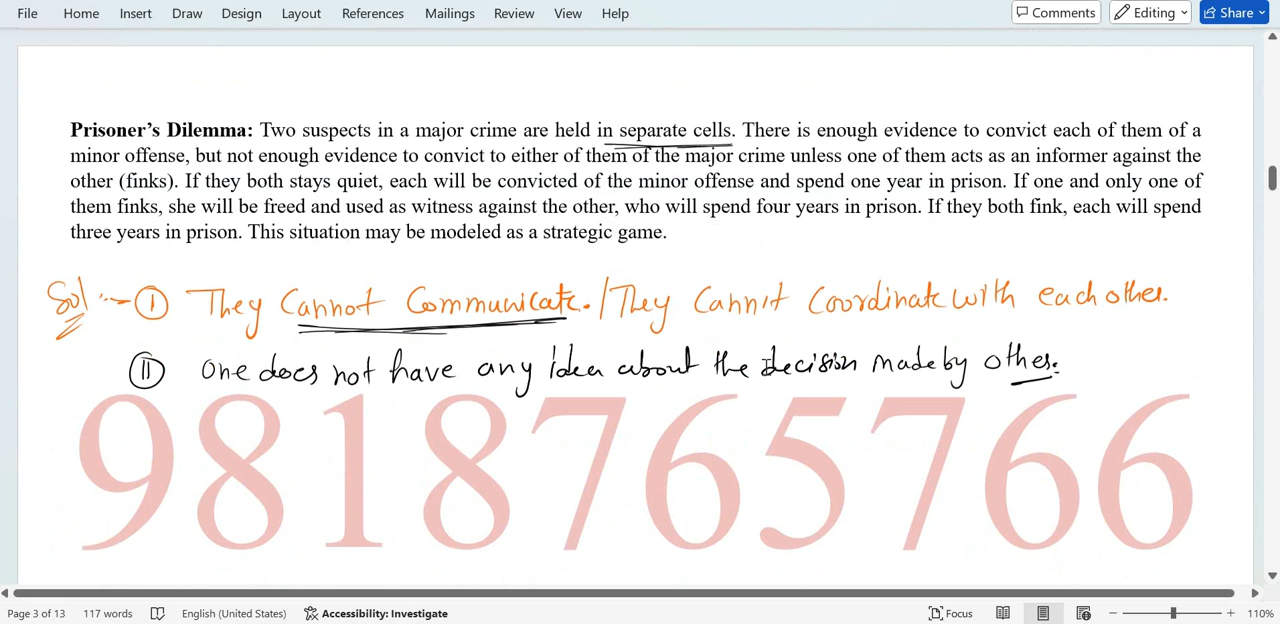 File Home Insert Draw Design Layout References Mailings Review View Help Comments Editing Share
Prisoner's Dilemma: Two suspects in a major crime are held in separate cells. There is enough evidence to convict each of them of a
minor offense, but not enough evidence to convict to either of them of the major crime unless one of them acts as an informer against the
other (finks). If they both stays quiet, each will be convicted of the minor offense and spend one year in prison. If one and only one of
them finks, she will be freed and used as witness against the other, who will spend four years in prison. If they both fink, each will spend
three years in prison. This situation may be modeled as a strategic game.
Sol :- I They Cannot Communicate. / They Cannot Coordinate with each other.
II One does not have any idea about the decision made by other.
9818765766
Page 3 of 13 117 words English (United States) Accessibility: Investigate Focus 110%